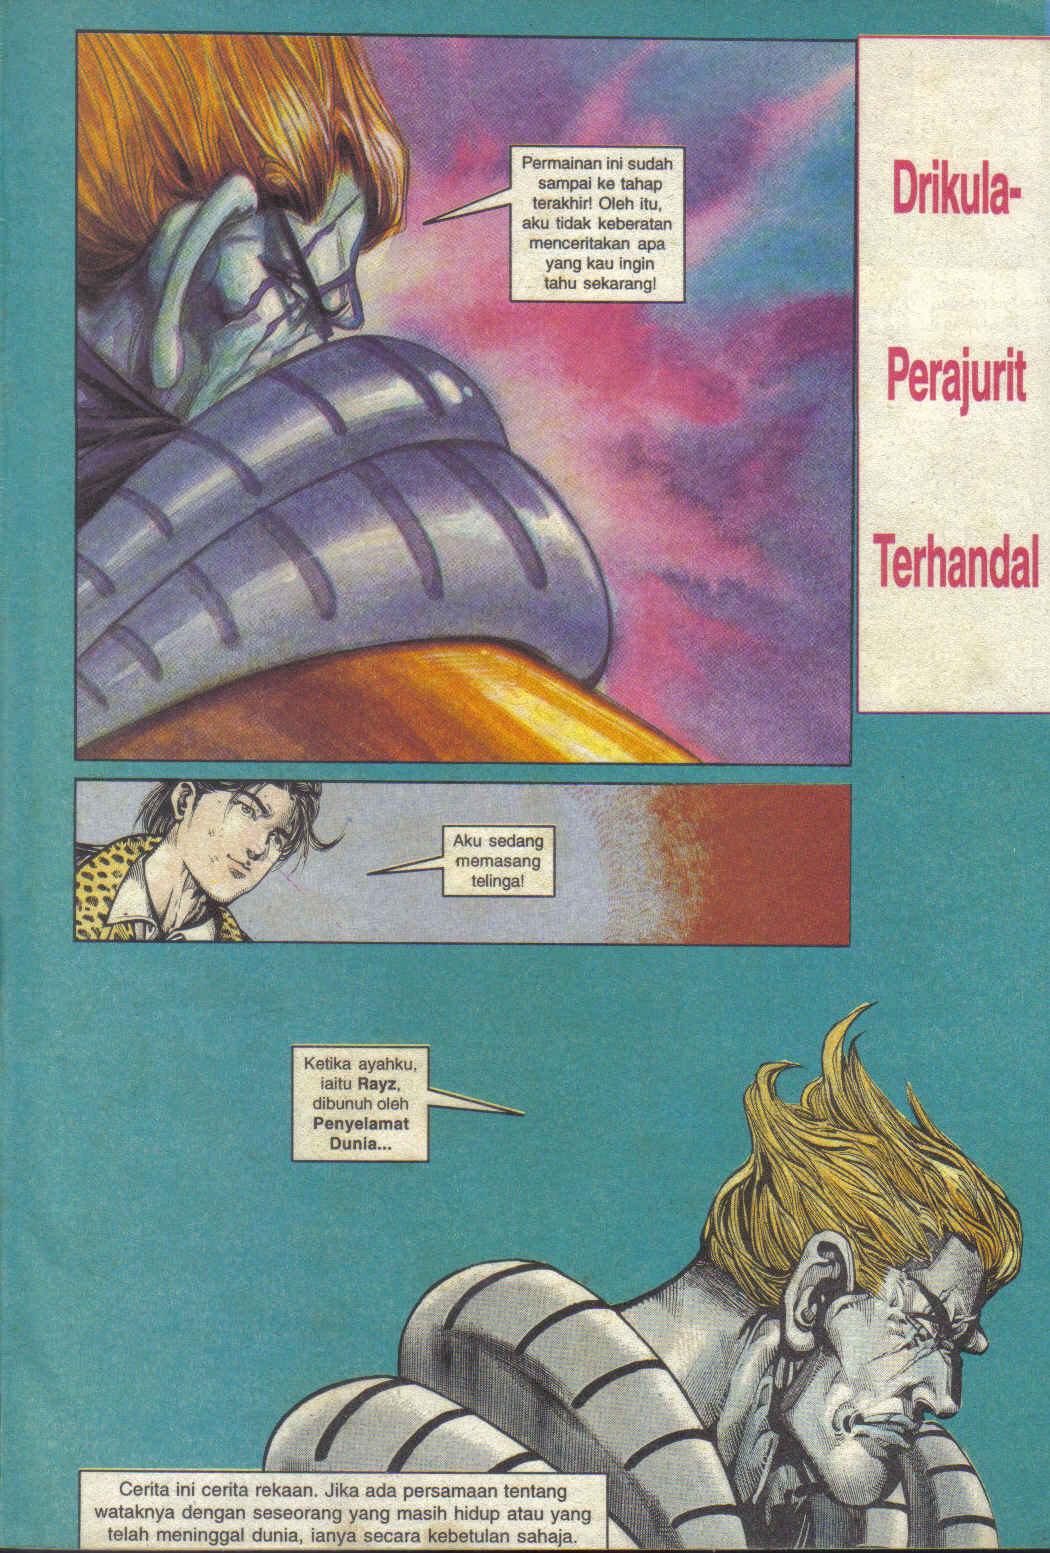 Drikula-
Perajurit
Terhandal
Permainan ini sudah
sampai ke tahap
terakhir! Oleh itu,
aku tidak keberatan
menceritakan apa
yang kau ingin
tahu sekarang!
Aku sedang
memasang
telinga!
Ketika ayahku,
iaitu Rayz,
dibunuh oleh
Penyelamat
Dunia...
Cerita ini cerita rekaan. Jika ada persamaan tentang
wataknya dengan seseorang yang masih hidup atau yang
telah meninggal dunia, ianya secara kebetulan sahaja.